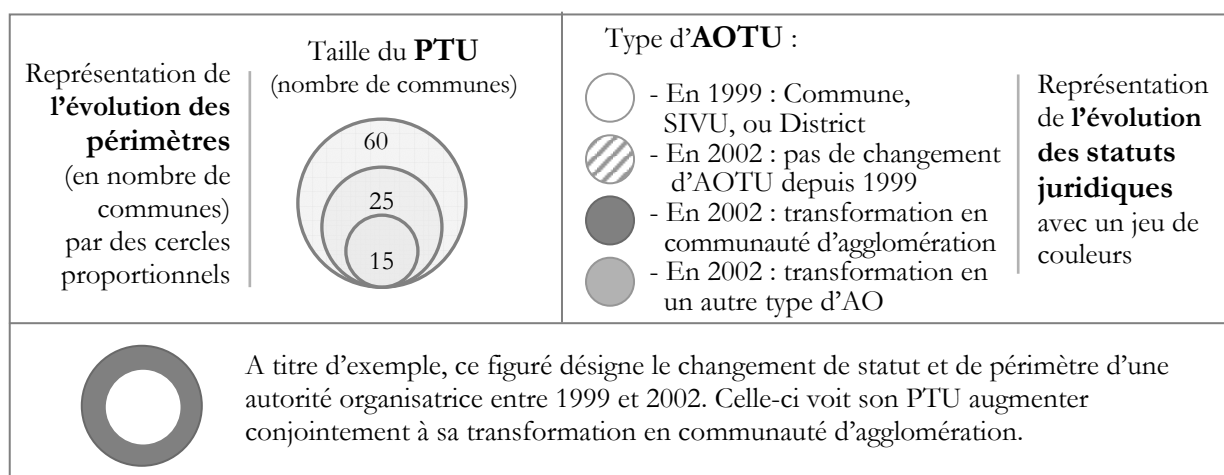 Représentation de
l'évolution des
périmètres
(en nombre de
communes)
par des cercles
proportionnels
Taille du PTU
(nombre de communes)
60
25
15
Type d'AOTU :
- En 1999 : Commune,
SIVU, ou District
- En 2002 : pas de changement
d'AOTU depuis 1999
- En 2002 : transformation en
communauté d'agglomération
- En 2002 : transformation en
un autre type d'AO
Représentation
de l'évolution
des statuts
juridiques
avec un jeu de
couleurs
A titre d'exemple, ce figuré désigne le changement de statut et de périmètre d'une
autorité organisatrice entre 1999 et 2002. Celle-ci voit son PTU augmenter
conjointement à sa transformation en communauté d'agglomération.